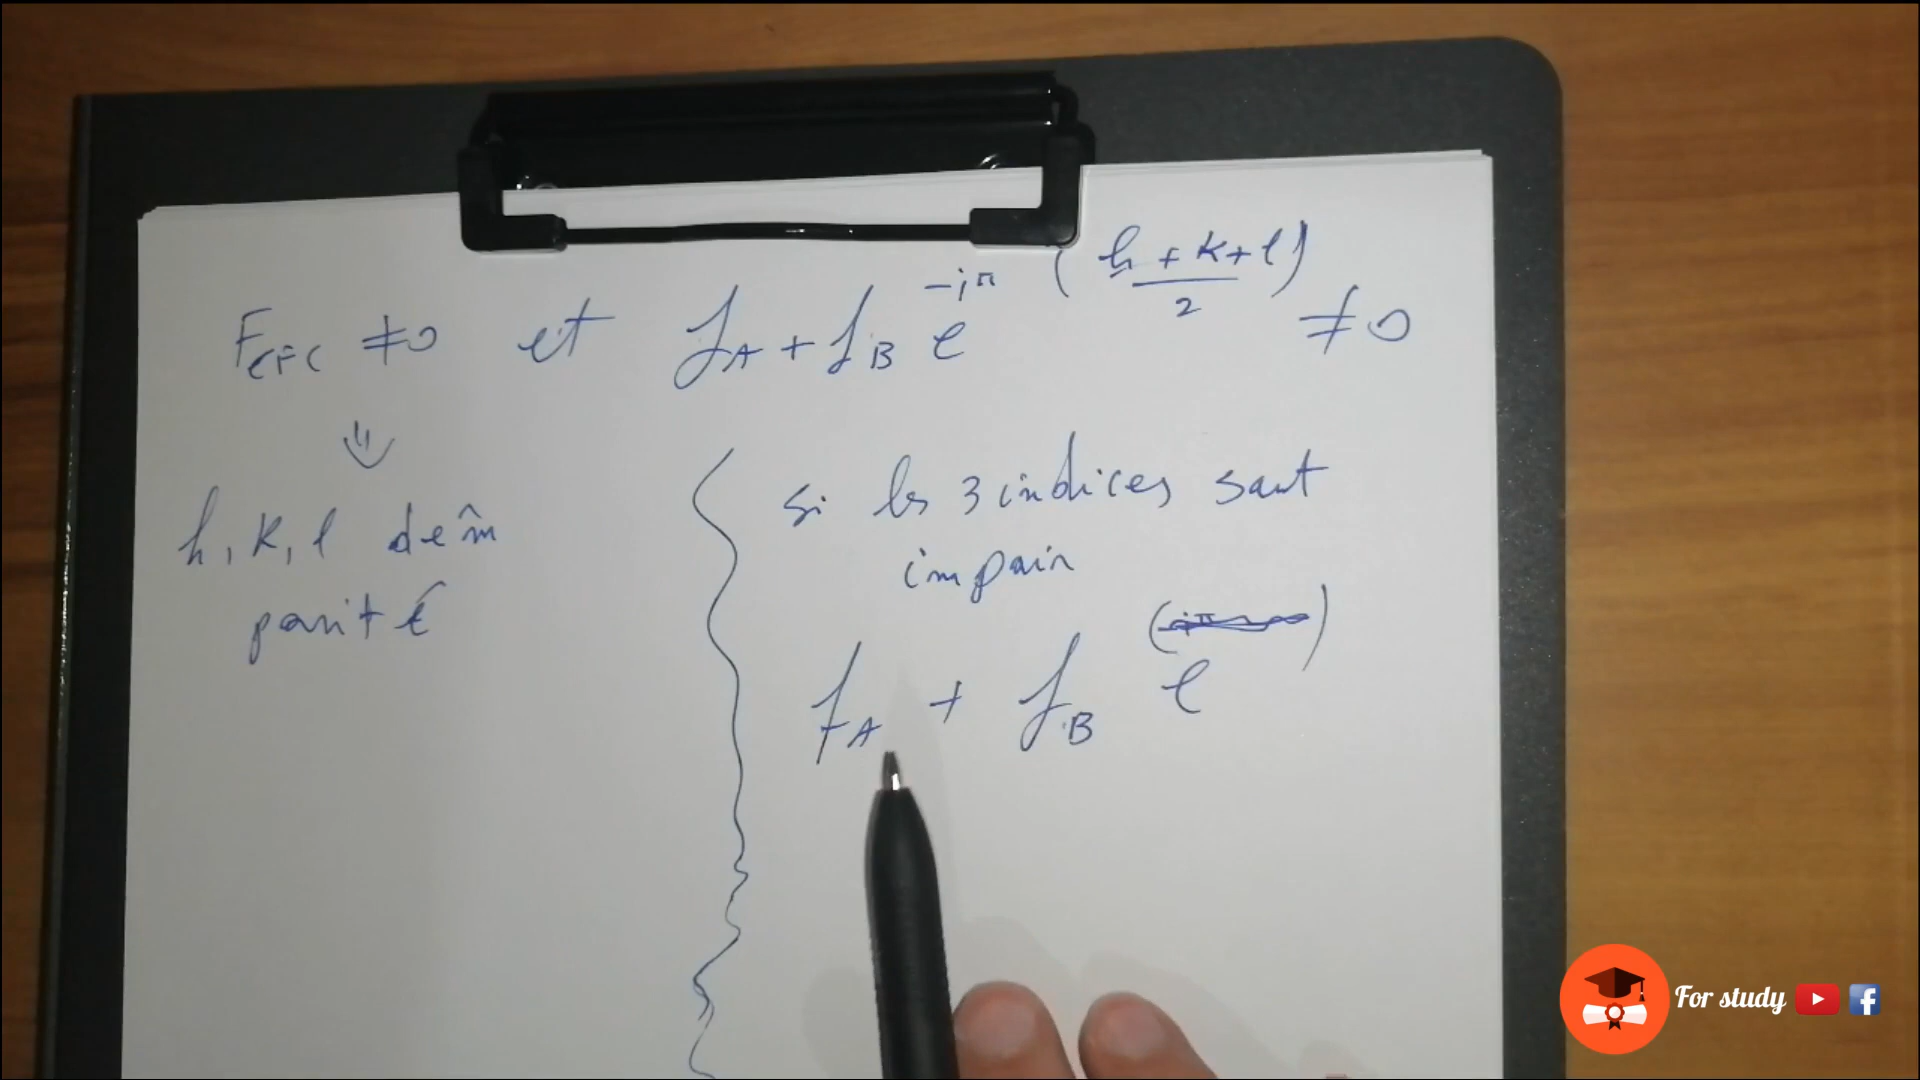 F_CFC ≠ 0 et f_A + f_B e^{-iπ (h+k+l)/2} ≠ 0
h, k, l de m̂
parité
si les 3 indices sont
impair
f_A + f_B e
For study